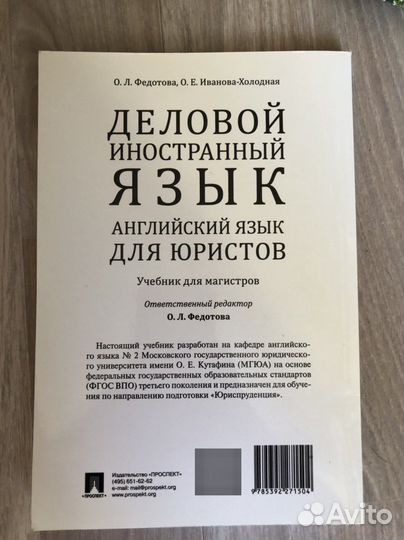 О. Л. Федотова, О. Е. Иванова-Холодная
ДЕЛОВОЙ
ИНОСТРАННЫЙ
ЯЗЫК
АНГЛИЙСКИЙ ЯЗЫК
ДЛЯ ЮРИСТОВ
Учебник для магистров
Ответственный редактор
О. Л. Федотова
Настоящий учебник разработан на кафедре английско-
го языка № 2 Московского государственного юридическо-
го университета имени О. Е. Кутафина (МГЮА) на основе
федеральных государственных образовательных стандартов
(ФГОС ВПО) третьего поколения и предназначен для обуче-
ния по направлению подготовки «Юриспруденция».
Издательство «ПРОСПЕКТ»
(495) 651-62-62
e-mail: mail@prospekt.org
www.prospekt.org
•ПРОСПЕКТ•
9 785392 271504
Avito